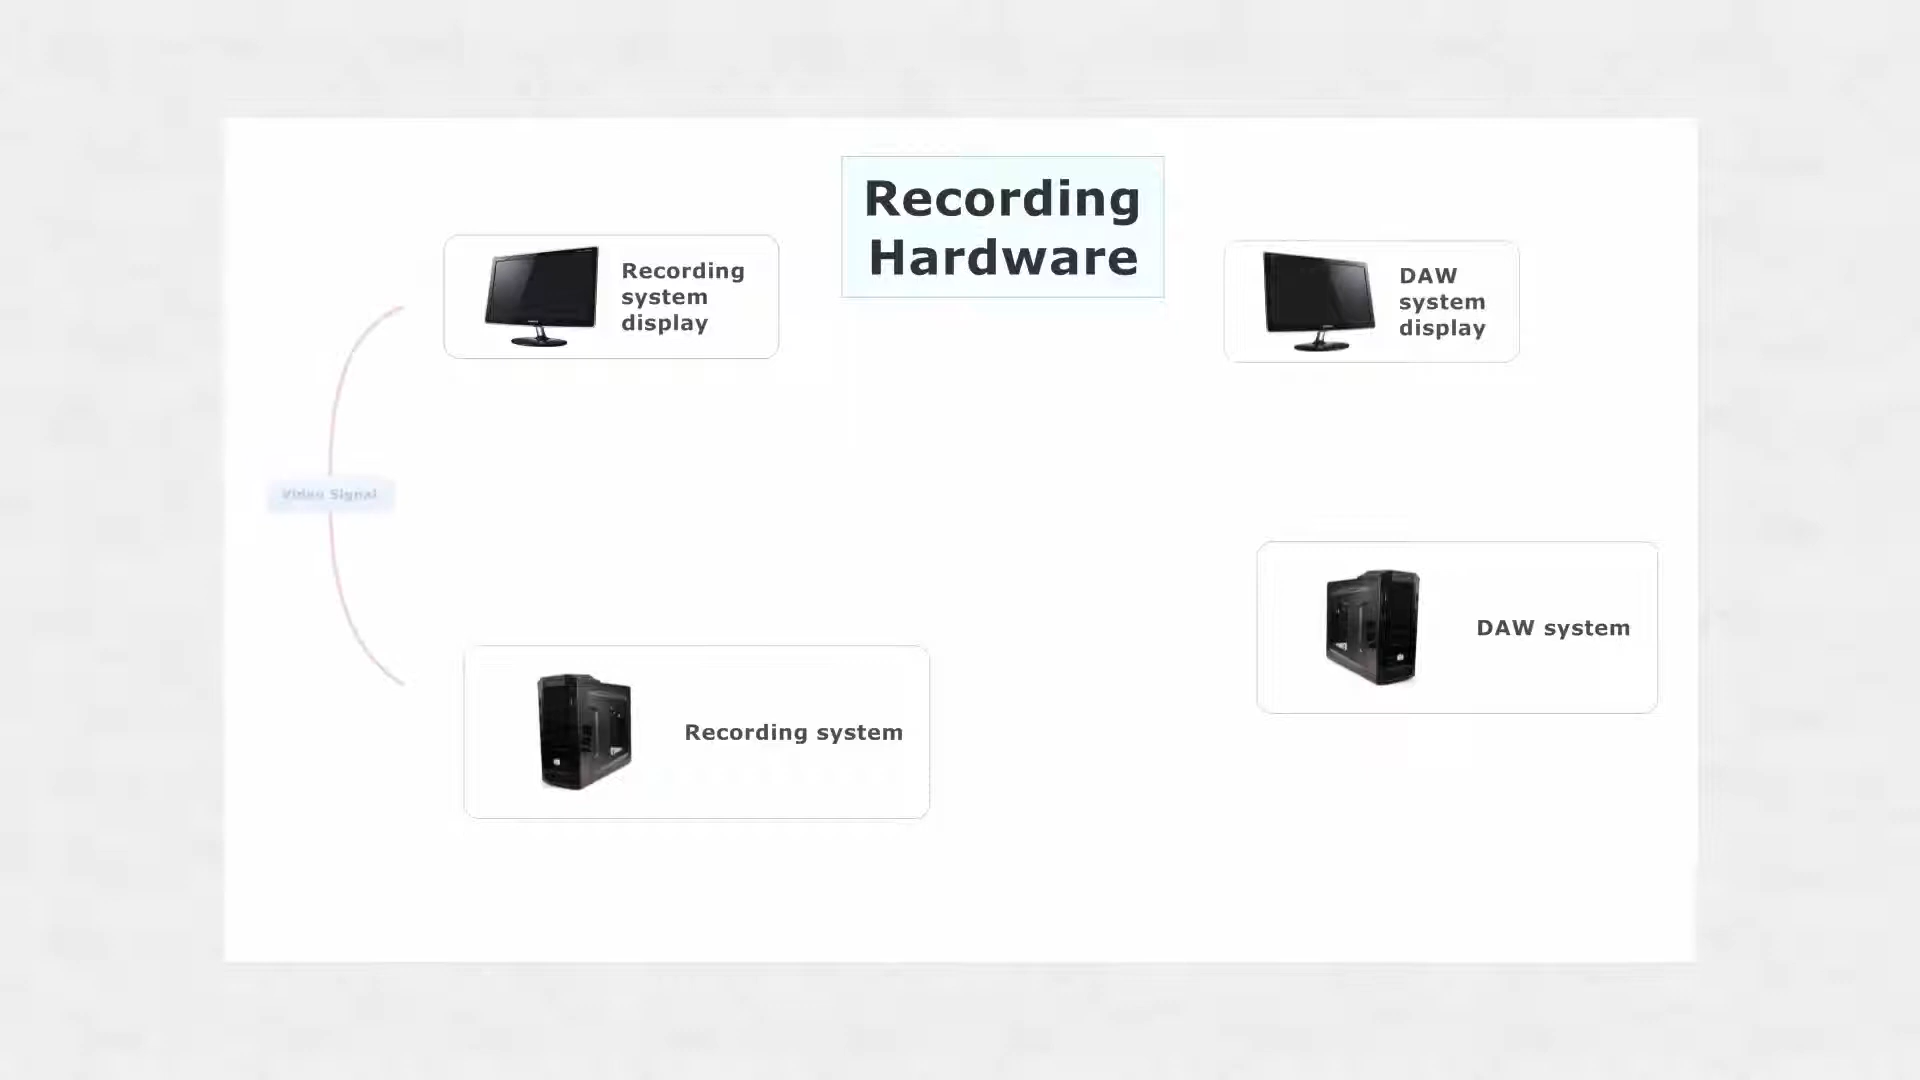 Recording
Hardware
Recording
system
display
DAW
system
display
Video Signal
DAW system
Recording system